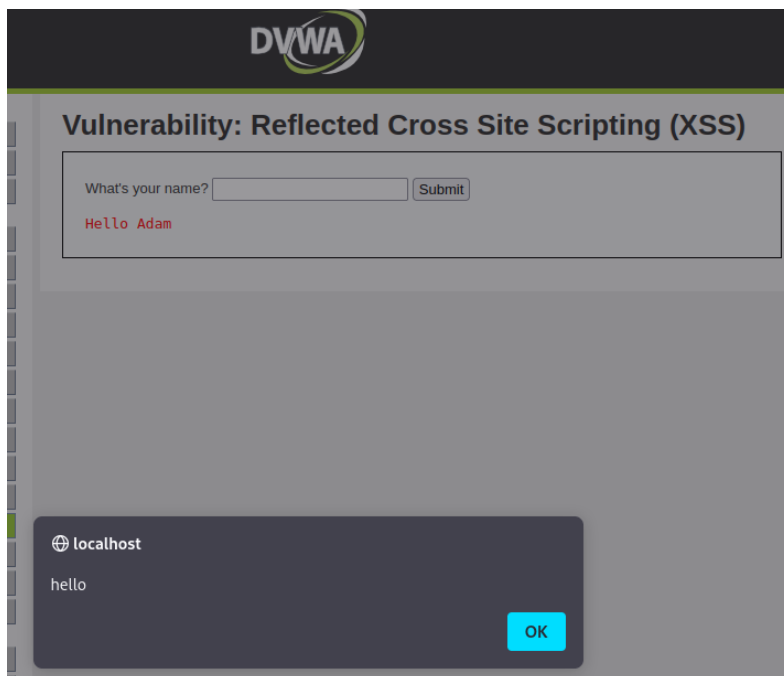 DVWA
Vulnerability: Reflected Cross Site Scripting (XSS)
What's your name? Submit
Hello Adam
localhost
hello
OK